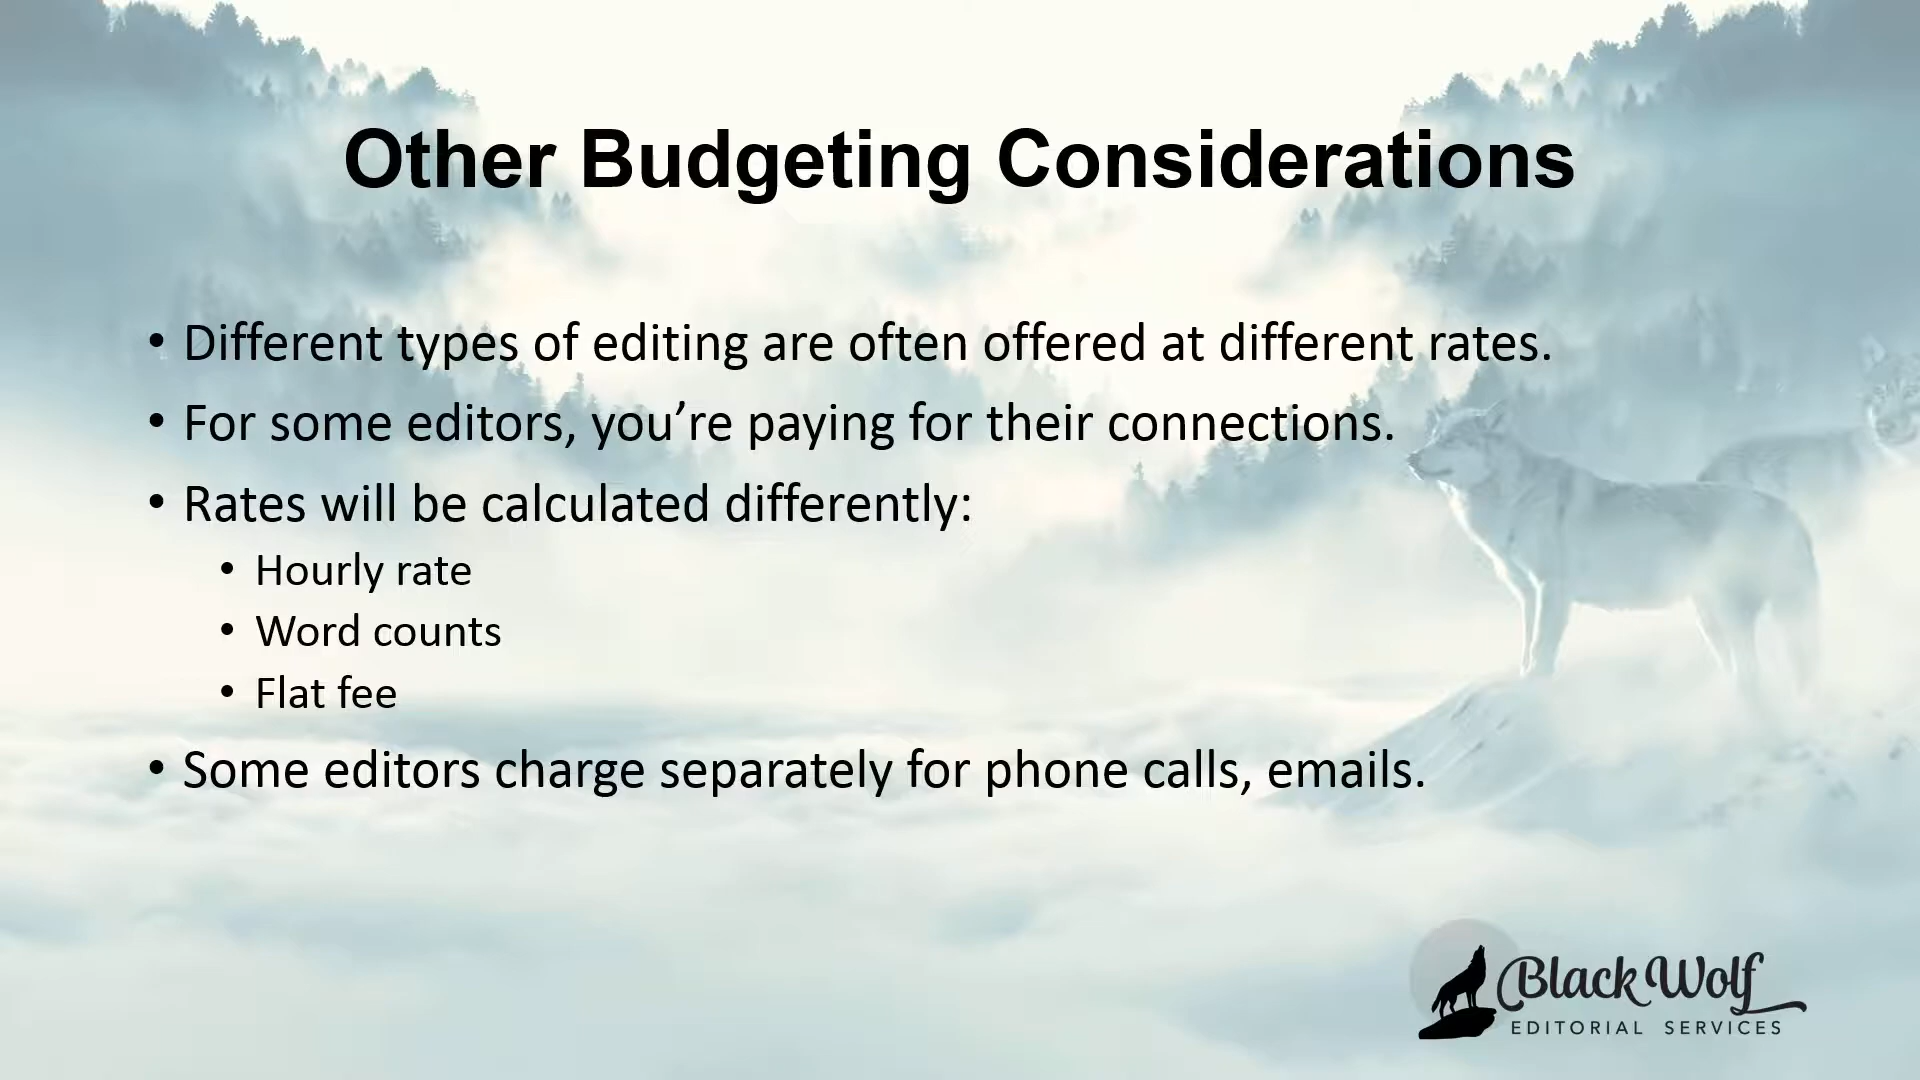 Other Budgeting Considerations
• Different types of editing are often offered at different rates.
• For some editors, you’re paying for their connections.
• Rates will be calculated differently:
• Hourly rate
• Word counts
• Flat fee
• Some editors charge separately for phone calls, emails.
Black Wolf
EDITORIAL SERVICES